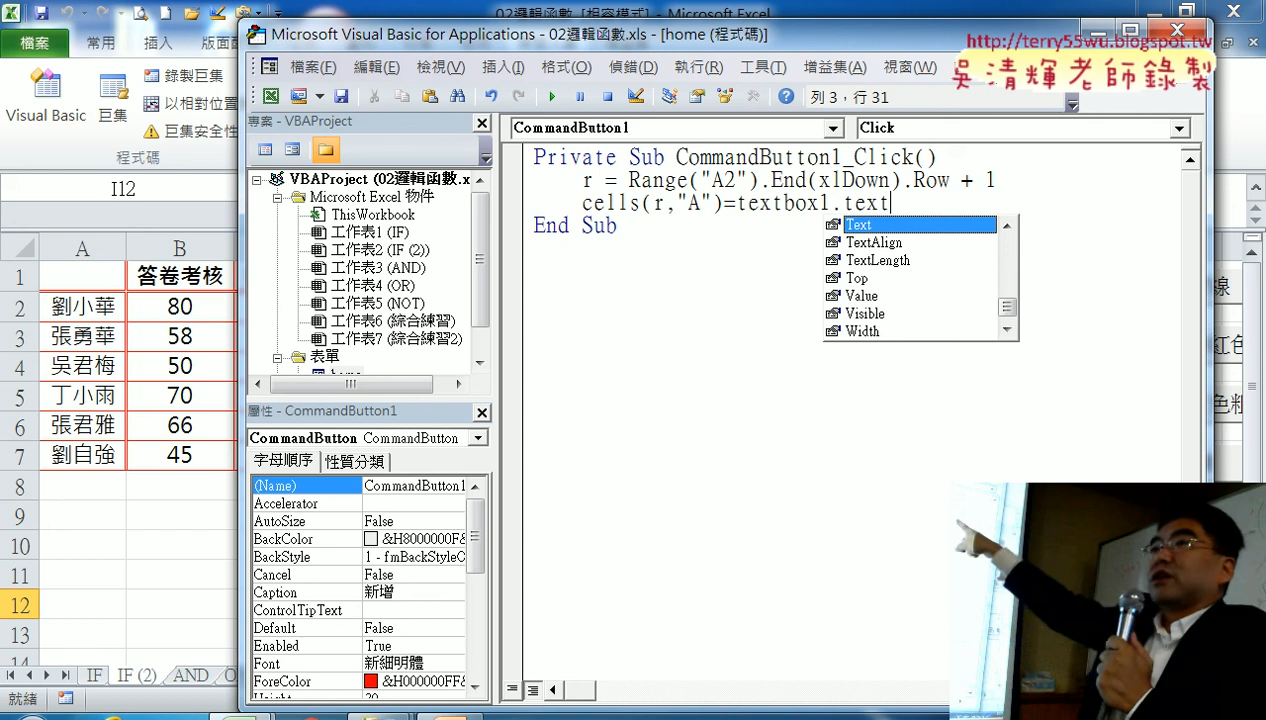 02邏輯函數 [相容模式] - Microsoft Excel
檔案
常用
插入
版面
Visual Basic
巨集
錄製巨集
以相對位置
巨集安全性
程式碼
I12
A
B
1
答卷考核
2
劉小華
80
3
張勇華
58
4
吳君梅
50
5
丁小雨
70
6
張君雅
66
7
劉自強
45
8
9
10
11
12
13
14
IF
IF (2)
AND
O
就緒
Microsoft Visual Basic for Applications - 02邏輯函數.xls - [home (程式碼)]
http://terry55wu.blogspot.tw
吳清輝老師錄製
檔案(F)
編輯(E)
檢視(V)
插入(I)
格式(O)
偵錯(D)
執行(R)
工具(T)
增益集(A)
視窗(W)
列 3，行 31
專案 - VBAProject
VBAProject (02邏輯函數.x
Microsoft Excel 物件
ThisWorkbook
工作表1 (IF)
工作表2 (IF (2))
工作表3 (AND)
工作表4 (OR)
工作表5 (NOT)
工作表6 (綜合練習)
工作表7 (綜合練習2)
表單
屬性 - CommandButton1
CommandButton1 CommandButton
字母順序
性質分類
(Name)
CommandButton1
Accelerator
AutoSize
False
BackColor
&H8000000F&
BackStyle
1 - fmBackStyleO
Cancel
False
Caption
新增
ControlTipText
Default
False
Enabled
True
Font
新細明體
ForeColor
&H000000FF&
CommandButton1
Click
Private Sub CommandButton1_Click()
r = Range("A2").End(xlDown).Row + 1
cells(r,"A")=textbox1.text
End Sub
Text
TextAlign
TextLength
Top
Value
Visible
Width
線
紅色
色粗